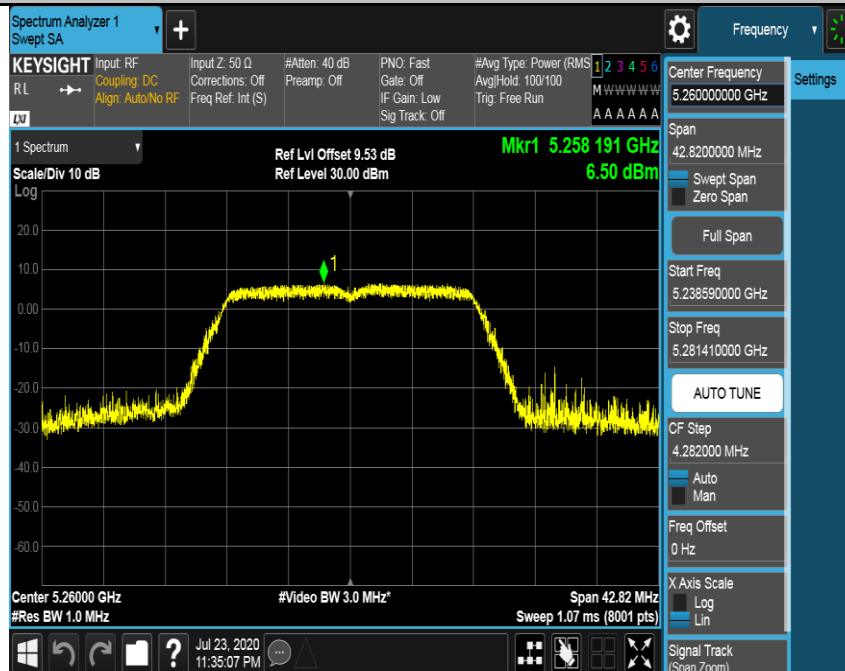 Spectrum Analyzer 1
Swept SA
+
Frequency
KEYSIGHT
RL
LXI
Input: RF
Coupling: DC
Align: Auto/No RF
Input Z: 50 Ω
Corrections: Off
Freq Ref: Int (S)
#Atten: 40 dB
Preamp: Off
PNO: Fast
Gate: Off
IF Gain: Low
Sig Track: Off
#Avg Type: Power (RMS
Avg|Hold: 100/100
Trig: Free Run
1 2 3 4 5 6
M W W W W W
A A A A A A
1 Spectrum
Scale/Div 10 dB
Log
Ref Lvl Offset 9.53 dB
Ref Level 30.00 dBm
Mkr1 5.258 191 GHz
6.50 dBm
20.0
10.0
0.00
-10.0
-20.0
-30.0
-40.0
-50.0
-60.0
1
Center 5.26000 GHz
#Res BW 1.0 MHz
#Video BW 3.0 MHz*
Span 42.82 MHz
Sweep 1.07 ms (8001 pts)
Center Frequency
5.260000000 GHz
Settings
Span
42.8200000 MHz
Swept Span
Zero Span
Full Span
Start Freq
5.238590000 GHz
Stop Freq
5.281410000 GHz
AUTO TUNE
CF Step
4.282000 MHz
Auto
Man
Freq Offset
0 Hz
X Axis Scale
Log
Lin
Signal Track
(Span Zoom)
?
Jul 23, 2020
11:35:07 PM